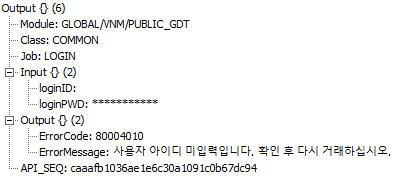 Output {} (6)
Module: GLOBAL/VNM/PUBLIC_GDT
Class: COMMON
Job: LOGIN
Input {} (2)
loginID:
loginPWD: ***********
Output {} (2)
ErrorCode: 80004010
ErrorMessage: 사용자 아이디 미입력입니다. 확인 후 다시 거래하십시오.
API_SEQ: caaafb1036ae1e6c30a1091c0b67dc94